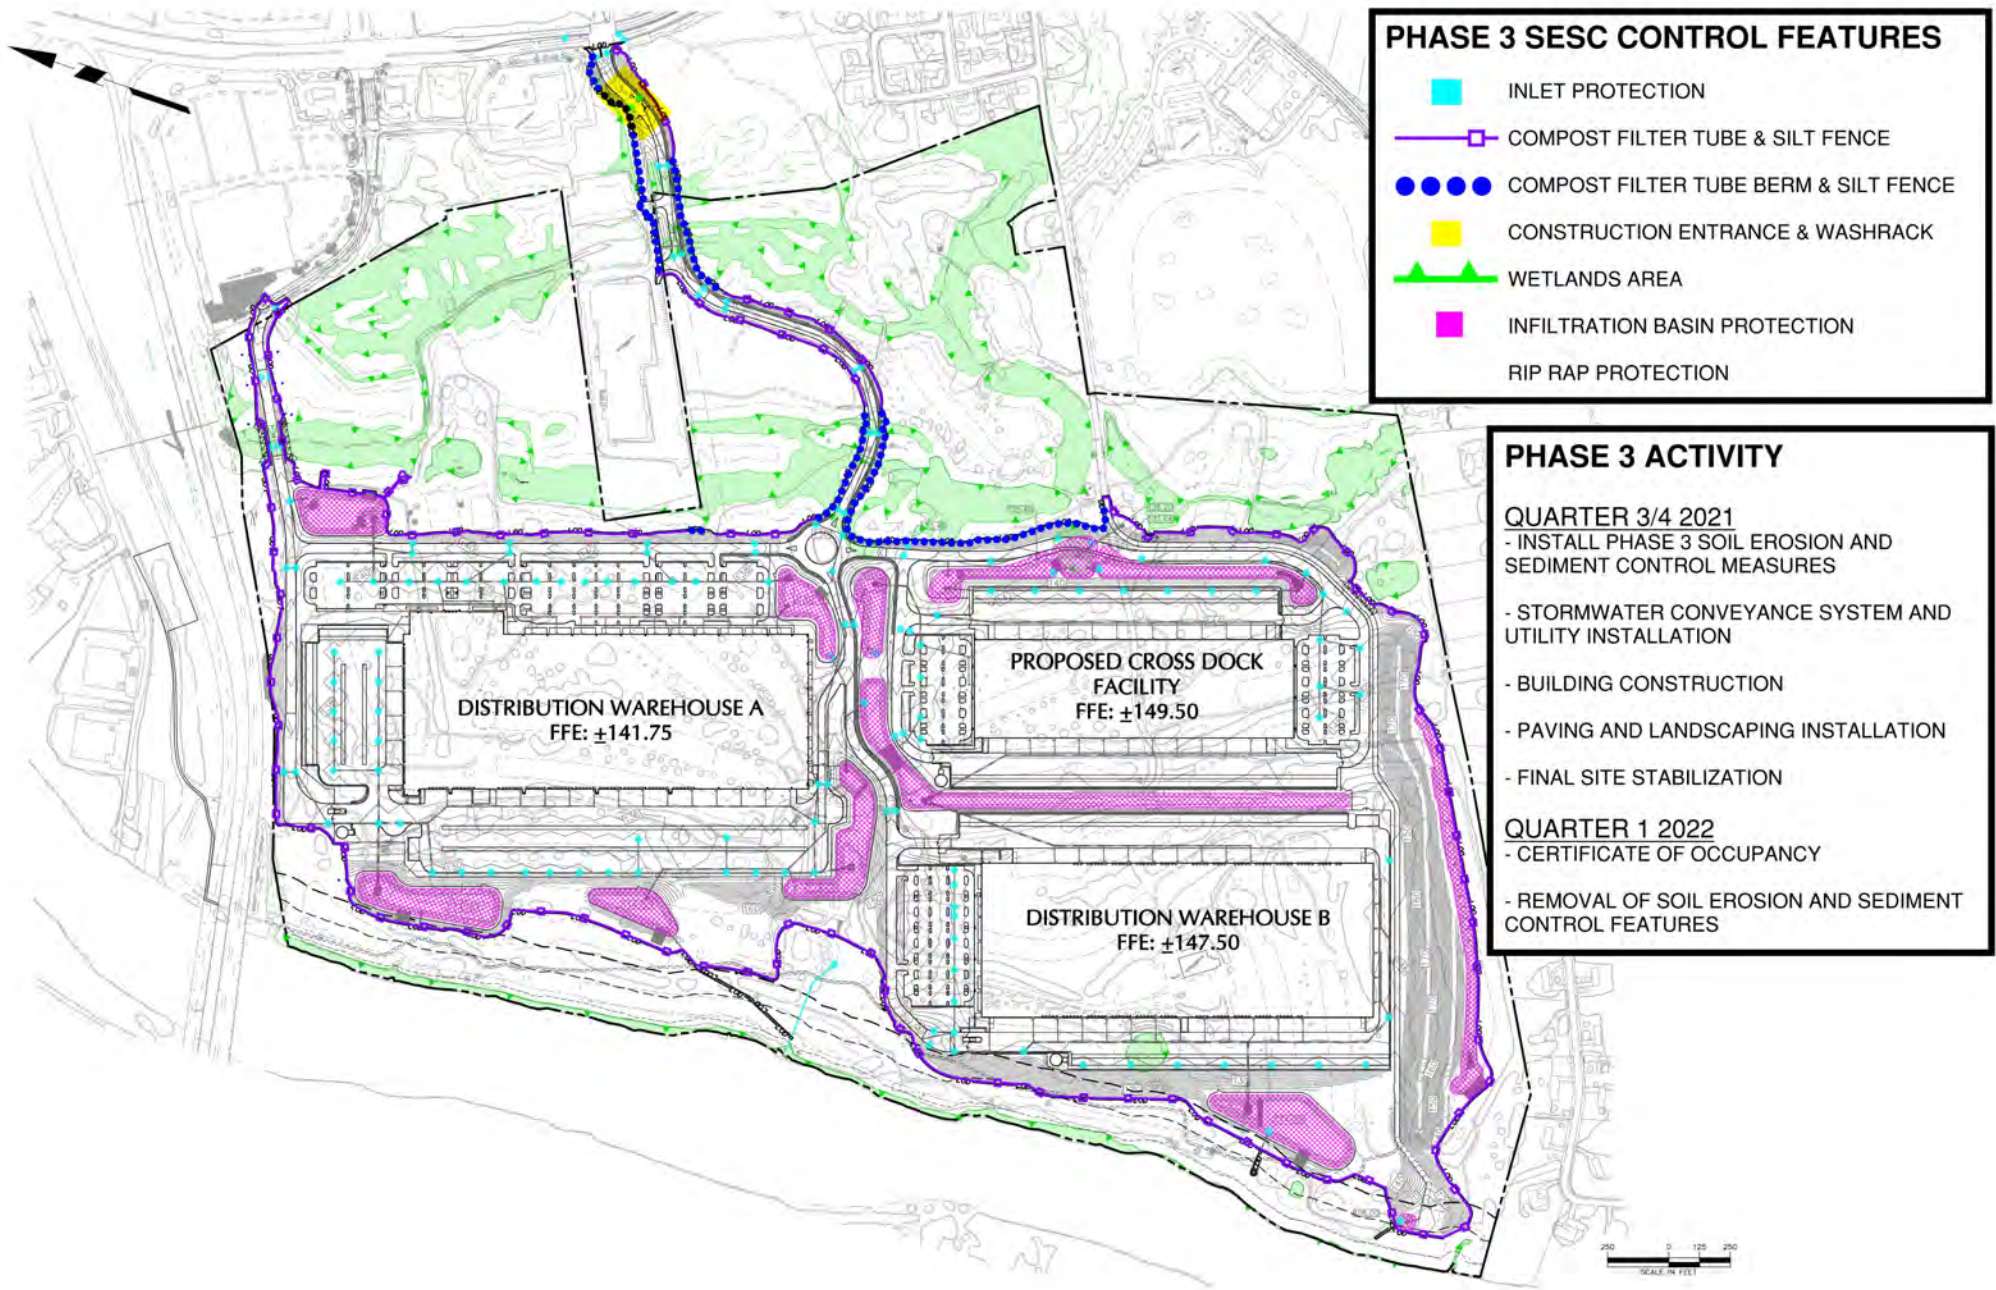 PHASE 3 SESC CONTROL FEATURES
INLET PROTECTION
COMPOST FILTER TUBE & SILT FENCE
COMPOST FILTER TUBE BERM & SILT FENCE
CONSTRUCTION ENTRANCE & WASHRACK
WETLANDS AREA
INFILTRATION BASIN PROTECTION
RIP RAP PROTECTION
PHASE 3 ACTIVITY
QUARTER 3/4 2021
- INSTALL PHASE 3 SOIL EROSION AND
SEDIMENT CONTROL MEASURES
- STORMWATER CONVEYANCE SYSTEM AND
UTILITY INSTALLATION
- BUILDING CONSTRUCTION
- PAVING AND LANDSCAPING INSTALLATION
- FINAL SITE STABILIZATION
QUARTER 1 2022
- CERTIFICATE OF OCCUPANCY
- REMOVAL OF SOIL EROSION AND SEDIMENT
CONTROL FEATURES
PROPOSED CROSS DOCK
FACILITY
FFE: ±149.50
DISTRIBUTION WAREHOUSE A
FFE: ±141.75
DISTRIBUTION WAREHOUSE B
FFE: ±147.50
250 0 125 250
SCALE IN FEET